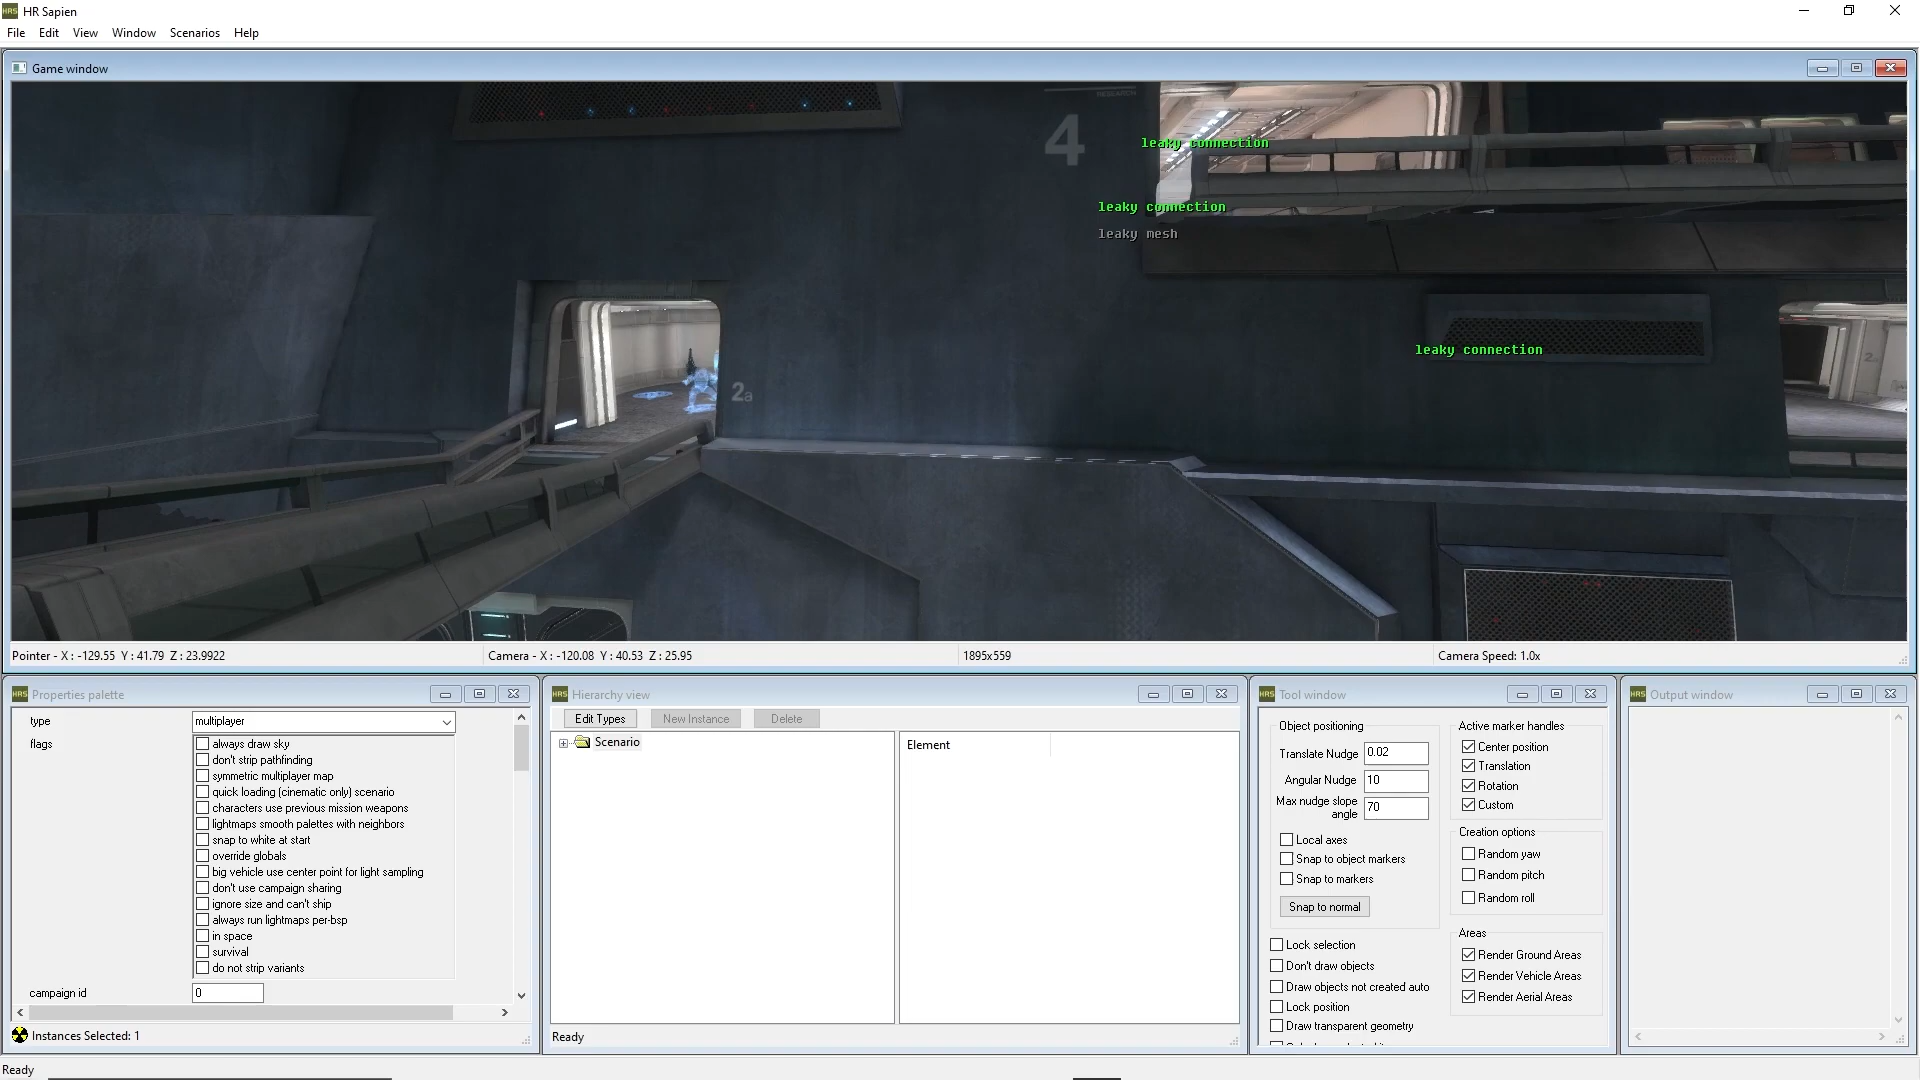 HR Sapien
File Edit View Window Scenarios Help
Game window
RESEARCH
4
leaky connection
leaky connection
leaky mesh
leaky connection
2a
Pointer - X : -129.55 Y : 41.79 Z : 23.9922
Camera - X : -120.08 Y : 40.53 Z : 25.95
1895x559
Camera Speed: 1.0x
HRS Properties palette
type
multiplayer
flags
always draw sky
don't strip pathfinding
symmetric multiplayer map
quick loading (cinematic only) scenario
characters use previous mission weapons
lightmaps smooth palettes with neighbors
snap to white at start
override globals
big vehicle use center point for light sampling
don't use campaign sharing
ignore size and can't ship
always run lightmaps per-bsp
in space
survival
do not strip variants
campaign id
0
Instances Selected: 1
HRS Hierarchy view
Edit Types New Instance Delete
Scenario
Element
Ready
HRS Tool window
Object positioning
Translate Nudge 0.02
Angular Nudge 10
Max nudge slope
angle
70
Local axes
Snap to object markers
Snap to markers
Snap to normal
Lock selection
Don't draw objects
Draw objects not created auto
Lock position
Draw transparent geometry
Active marker handles
Center position
Translation
Rotation
Custom
Creation options
Random yaw
Random pitch
Random roll
Areas
Render Ground Areas
Render Vehicle Areas
Render Aerial Areas
HRS Output window
Ready